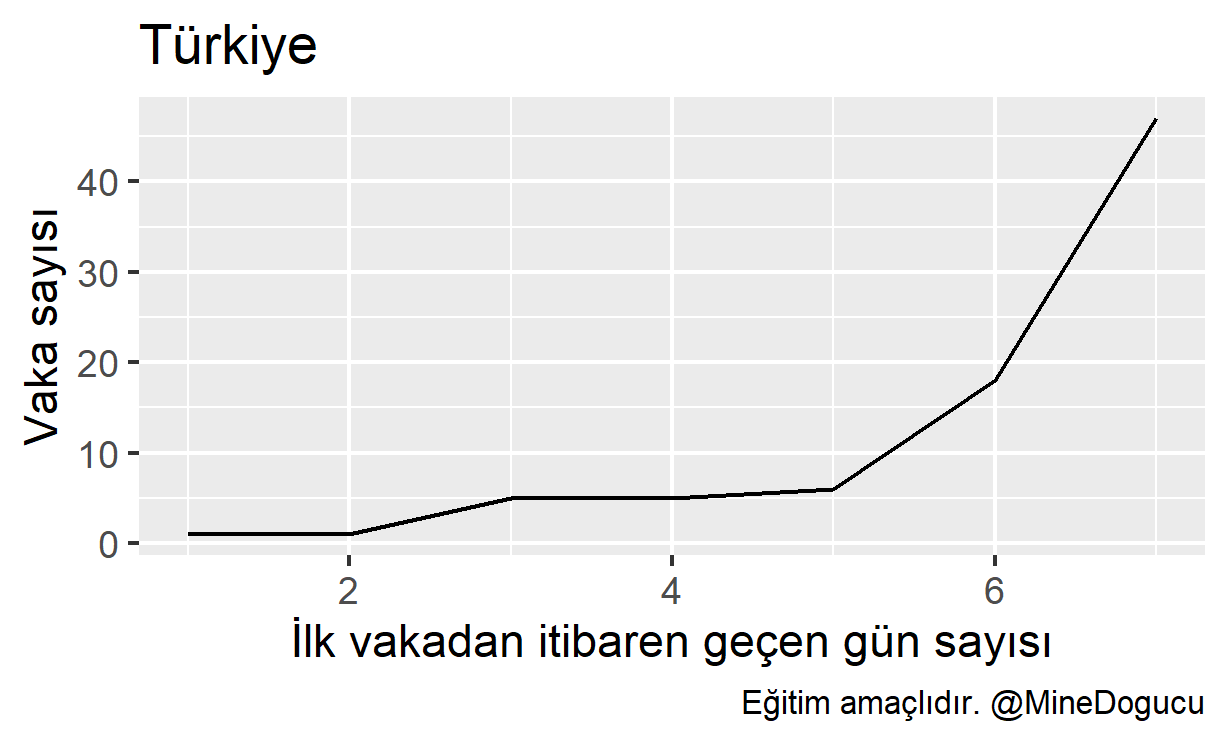 Türkiye
Vaka sayısı
40
30
20
10
0
2 4 6
İlk vakadan itibaren geçen gün sayısı
Eğitim amaçlıdır. @MineDogucu